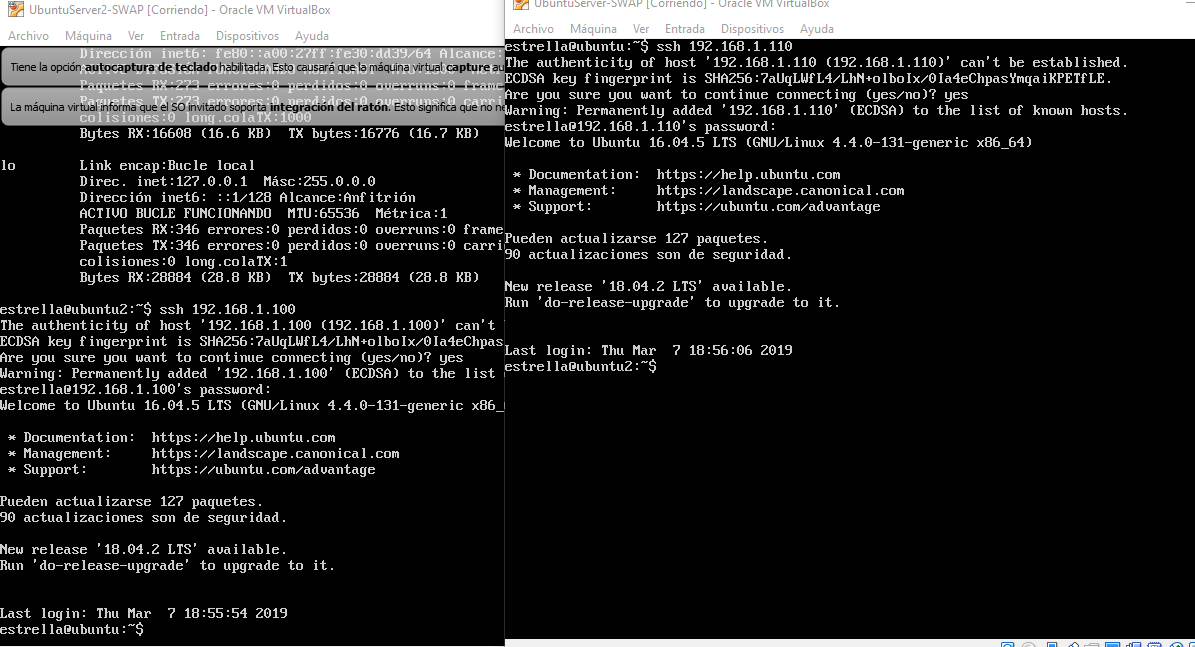 UbuntuServer2-SWAP [Corriendo] - Oracle VM VirtualBox
Archivo Máquina Ver Entrada Dispositivos Ayuda
Dirección inet6: fe80::a00:27ff:fe30:dd39/64 Alcance:
Tiene la opción autocaptura de teclado habilitada. Esto causará que la máquina virtual capture au
Paquetes RX:273 errores:0 perdidos:0 overruns:0 frame
La máquina virtual informa que el SO invitado soporta integración del ratón. Esto significa que no ne
colisiones:0 long.colaTX:1000
Bytes RX:16608 (16.6 KB)  TX bytes:16776 (16.7 KB)
lo        Link encap:Bucle local
Direc. inet:127.0.0.1  Másc:255.0.0.0
Dirección inet6: ::1/128 Alcance:Anfitrión
ACTIVO BUCLE FUNCIONANDO  MTU:65536  Métrica:1
Paquetes RX:346 errores:0 perdidos:0 overruns:0 frame
Paquetes TX:346 errores:0 perdidos:0 overruns:0 carri
colisiones:0 long.colaTX:1
Bytes RX:28884 (28.8 KB)  TX bytes:28884 (28.8 KB)
estrella@ubuntu2:~$ ssh 192.168.1.100
The authenticity of host '192.168.1.100 (192.168.1.100)' can't
ECDSA key fingerprint is SHA256:7aUqLWfL4/LhN+olboIx/0Ia4eChpas
Are you sure you want to continue connecting (yes/no)? yes
Warning: Permanently added '192.168.1.100' (ECDSA) to the list
estrella@192.168.1.100's password:
Welcome to Ubuntu 16.04.5 LTS (GNU/Linux 4.4.0-131-generic x86_
* Documentation:  https://help.ubuntu.com
* Management:     https://landscape.canonical.com
* Support:        https://ubuntu.com/advantage
Pueden actualizarse 127 paquetes.
90 actualizaciones son de seguridad.
New release '18.04.2 LTS' available.
Run 'do-release-upgrade' to upgrade to it.
Last login: Thu Mar  7 18:55:54 2019
estrella@ubuntu:~$
UbuntuServer-SWAP [Corriendo] - Oracle VM VirtualBox
Archivo Máquina Ver Entrada Dispositivos Ayuda
estrella@ubuntu:~$ ssh 192.168.1.110
The authenticity of host '192.168.1.110 (192.168.1.110)' can't be established.
ECDSA key fingerprint is SHA256:7aUqLWfL4/LhN+olboIx/0Ia4eChpasYmqaiKPETfLE.
Are you sure you want to continue connecting (yes/no)? yes
Warning: Permanently added '192.168.1.110' (ECDSA) to the list of known hosts.
estrella@192.168.1.110's password:
Welcome to Ubuntu 16.04.5 LTS (GNU/Linux 4.4.0-131-generic x86_64)
* Documentation:  https://help.ubuntu.com
* Management:     https://landscape.canonical.com
* Support:        https://ubuntu.com/advantage
Pueden actualizarse 127 paquetes.
90 actualizaciones son de seguridad.
New release '18.04.2 LTS' available.
Run 'do-release-upgrade' to upgrade to it.
Last login: Thu Mar  7 18:56:06 2019
estrella@ubuntu2:~$